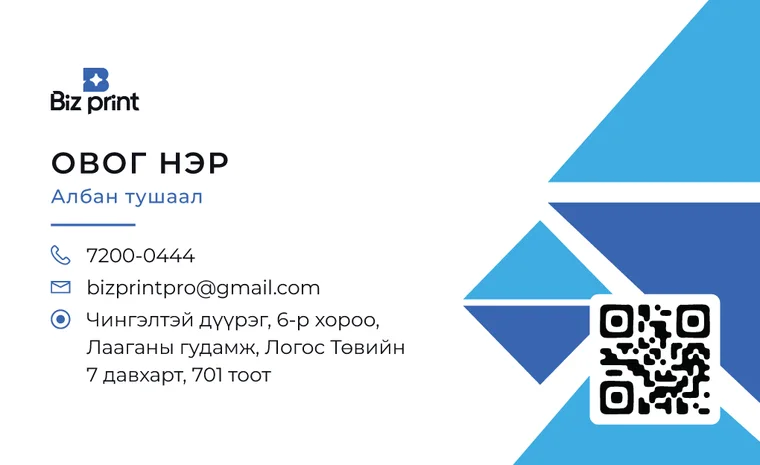 Biz print
ОВОГ НЭР
Албан тушаал
7200-0444
bizprintpro@gmail.com
Чингэлтэй дүүрэг, 6-р хороо,
Лааганы гудамж, Логос Төвийн
7 давхарт, 701 тоот